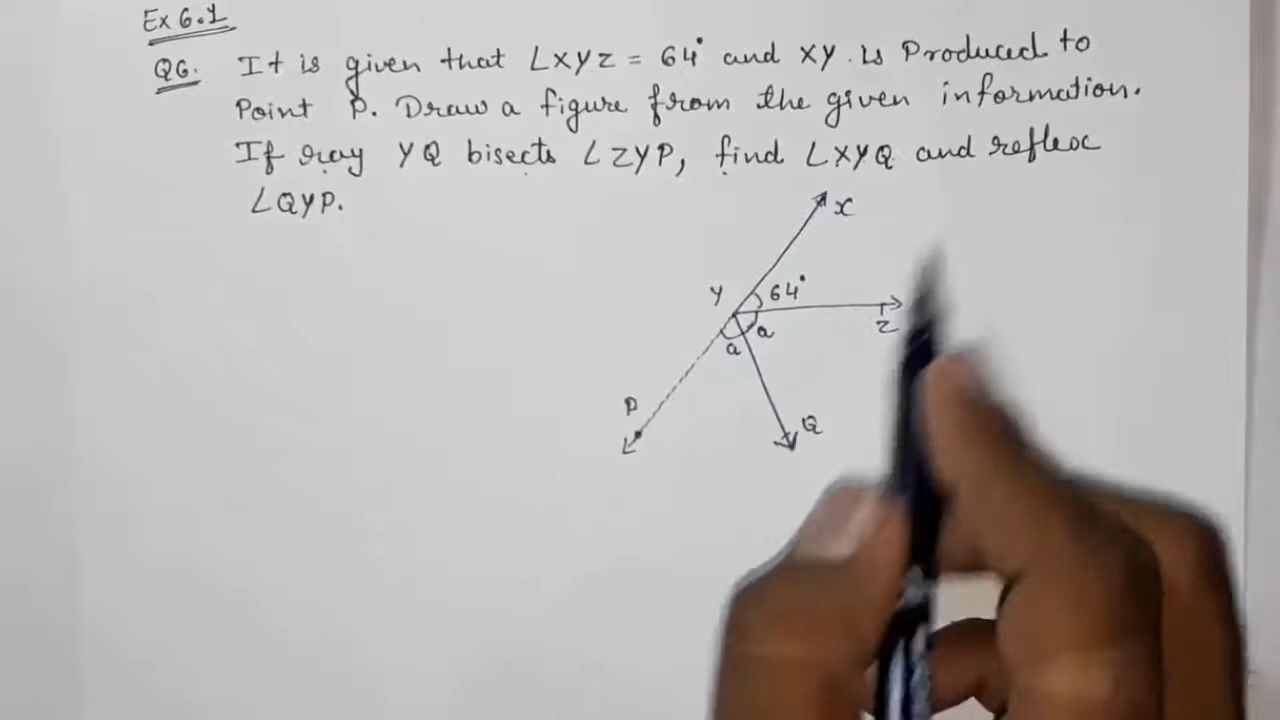 Ex 6.1
Q6. It is given that ∠XYZ = 64° and XY. is Produced to
Point P. Draw a figure from the given information.
If ray YQ bisects ∠ZYP, find ∠XYQ and reflex
∠QYP.
X
Y 64°
Z
a
a
P
Q